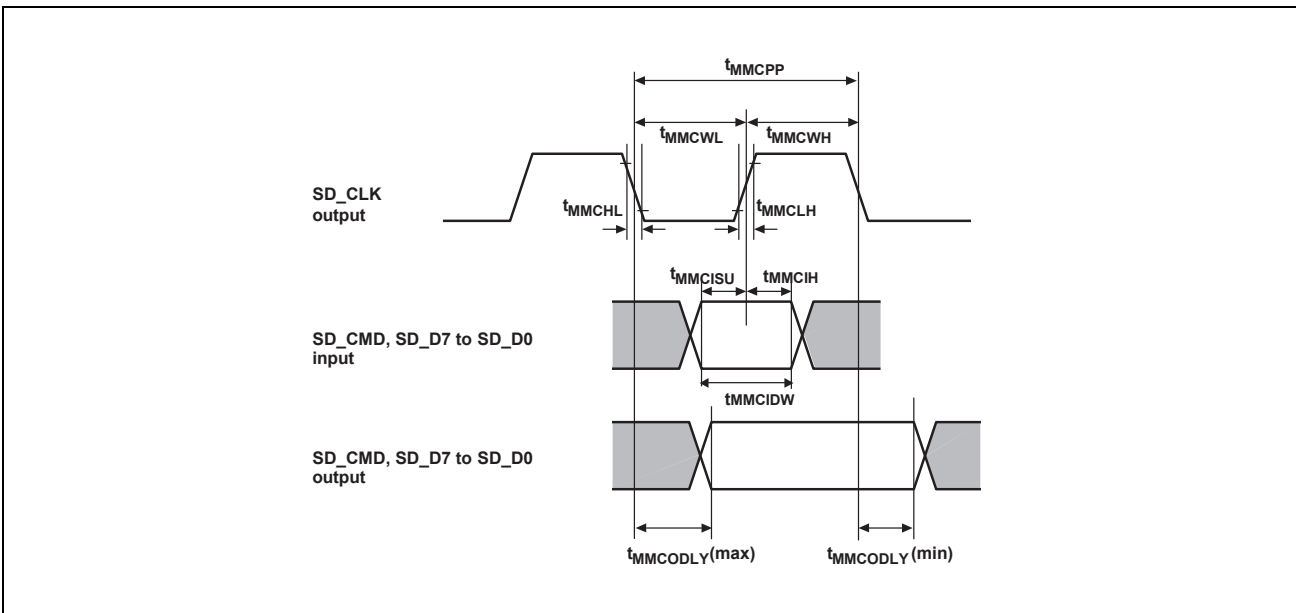 tMMCPP
tMMCWL
tMMCWH
SD_CLK
output
tMMCHL
tMMCLH
tMMCISU
tMMCIH
SD_CMD, SD_D7 to SD_D0
input
tMMCIDW
SD_CMD, SD_D7 to SD_D0
output
tMMCODLY(max)
tMMCODLY(min)